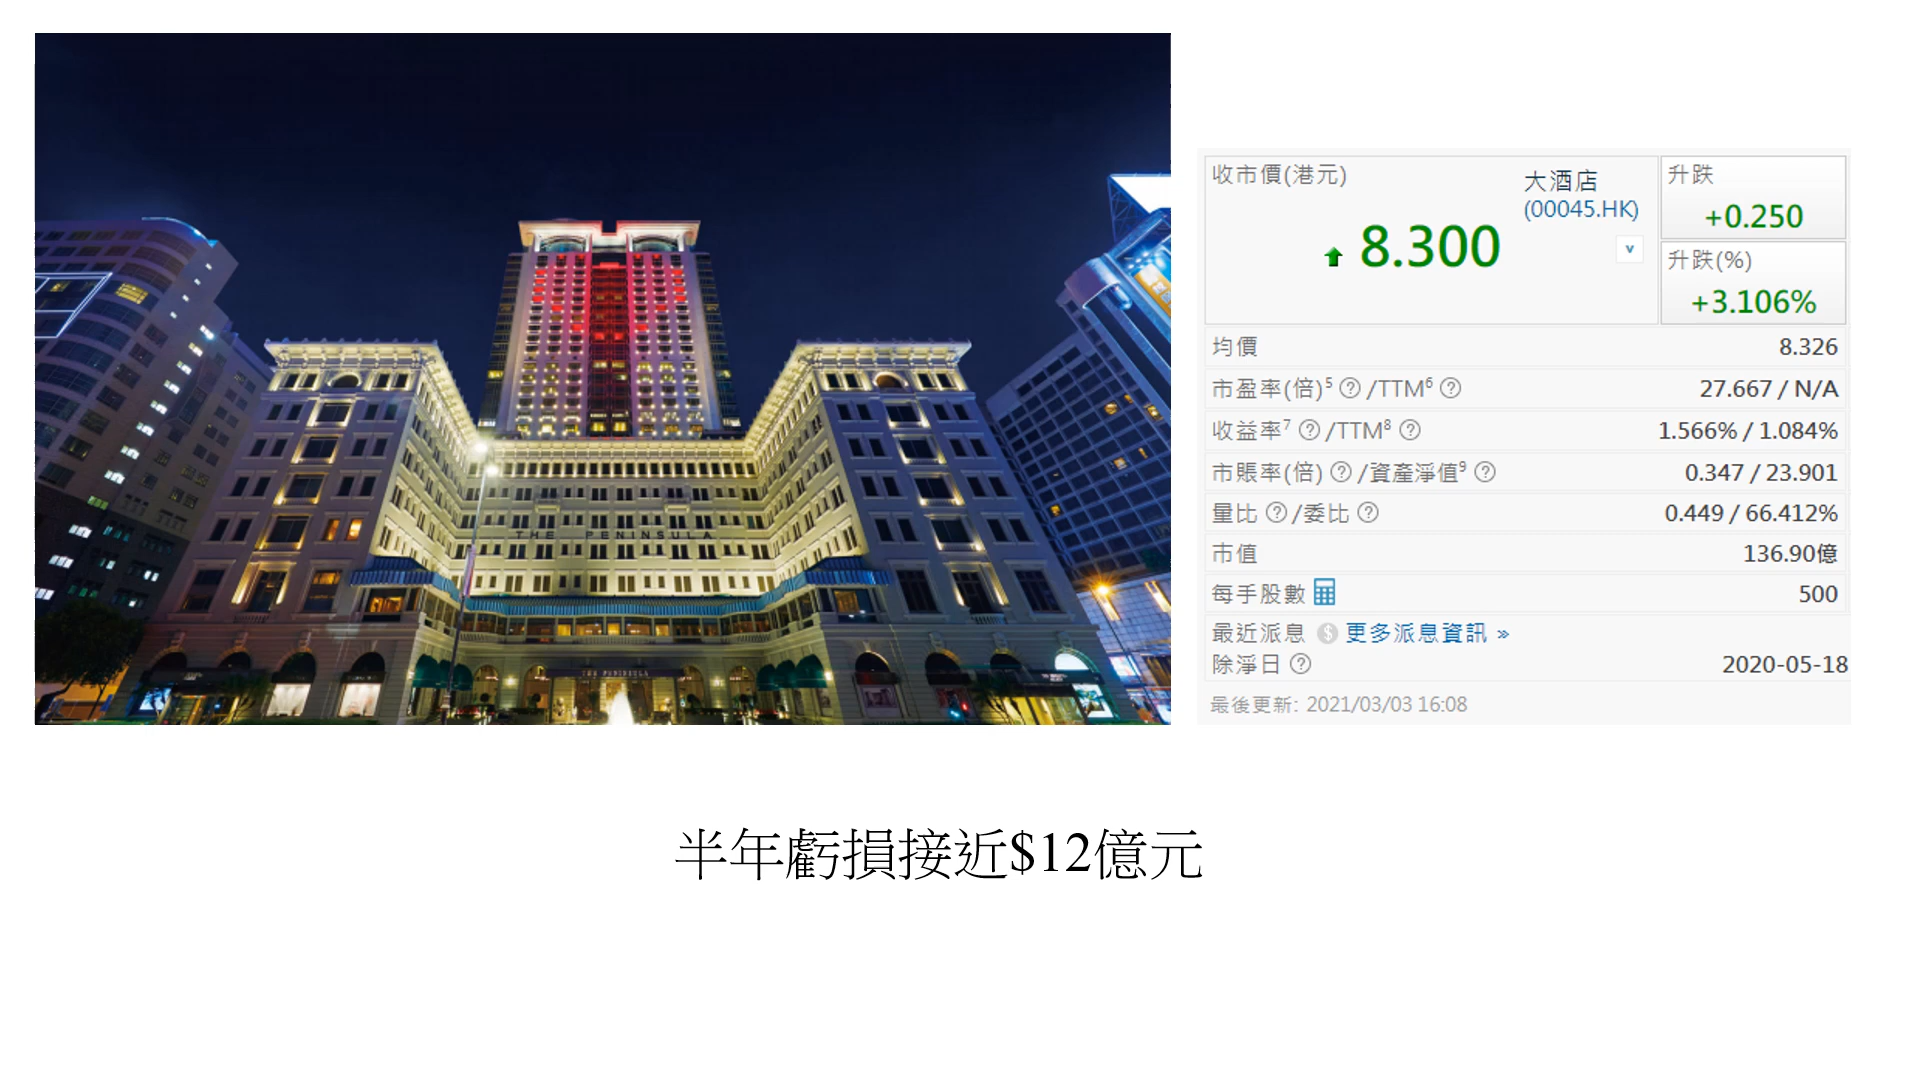 THE PENINSULA
THE PENINSULA
收市價(港元)
大酒店
(00045.HK)
8.300
升跌
+0.250
升跌(%)
+3.106%
均價 8.326
市盈率(倍)5 ? /TTM6 ? 27.667 / N/A
收益率7 ? /TTM8 ? 1.566% / 1.084%
市賬率(倍) ? /資產淨值9 ? 0.347 / 23.901
量比 ? /委比 ? 0.449 / 66.412%
市值 136.90億
每手股數 500
最近派息 $ 更多派息資訊 »
除淨日 ? 2020-05-18
最後更新: 2021/03/03 16:08
半年虧損接近$12億元